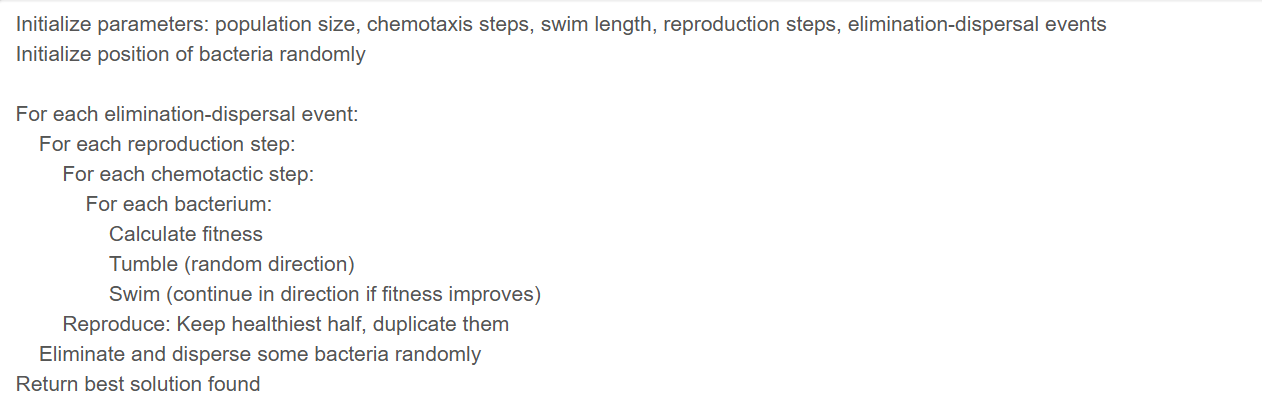 Initialize parameters: population size, chemotaxis steps, swim length, reproduction steps, elimination-dispersal events
Initialize position of bacteria randomly
For each elimination-dispersal event:
For each reproduction step:
For each chemotactic step:
For each bacterium:
Calculate fitness
Tumble (random direction)
Swim (continue in direction if fitness improves)
Reproduce: Keep healthiest half, duplicate them
Eliminate and disperse some bacteria randomly
Return best solution found